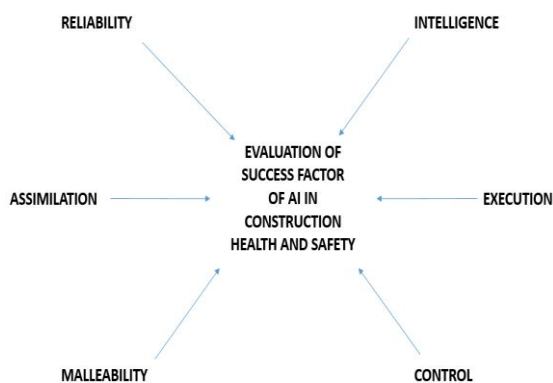 RELIABILITY
INTELLIGENCE
EVALUATION OF
SUCCESS FACTOR
OF AI IN
CONSTRUCTION
HEALTH AND SAFETY
ASSIMILATION
EXECUTION
MALLEABILITY
CONTROL